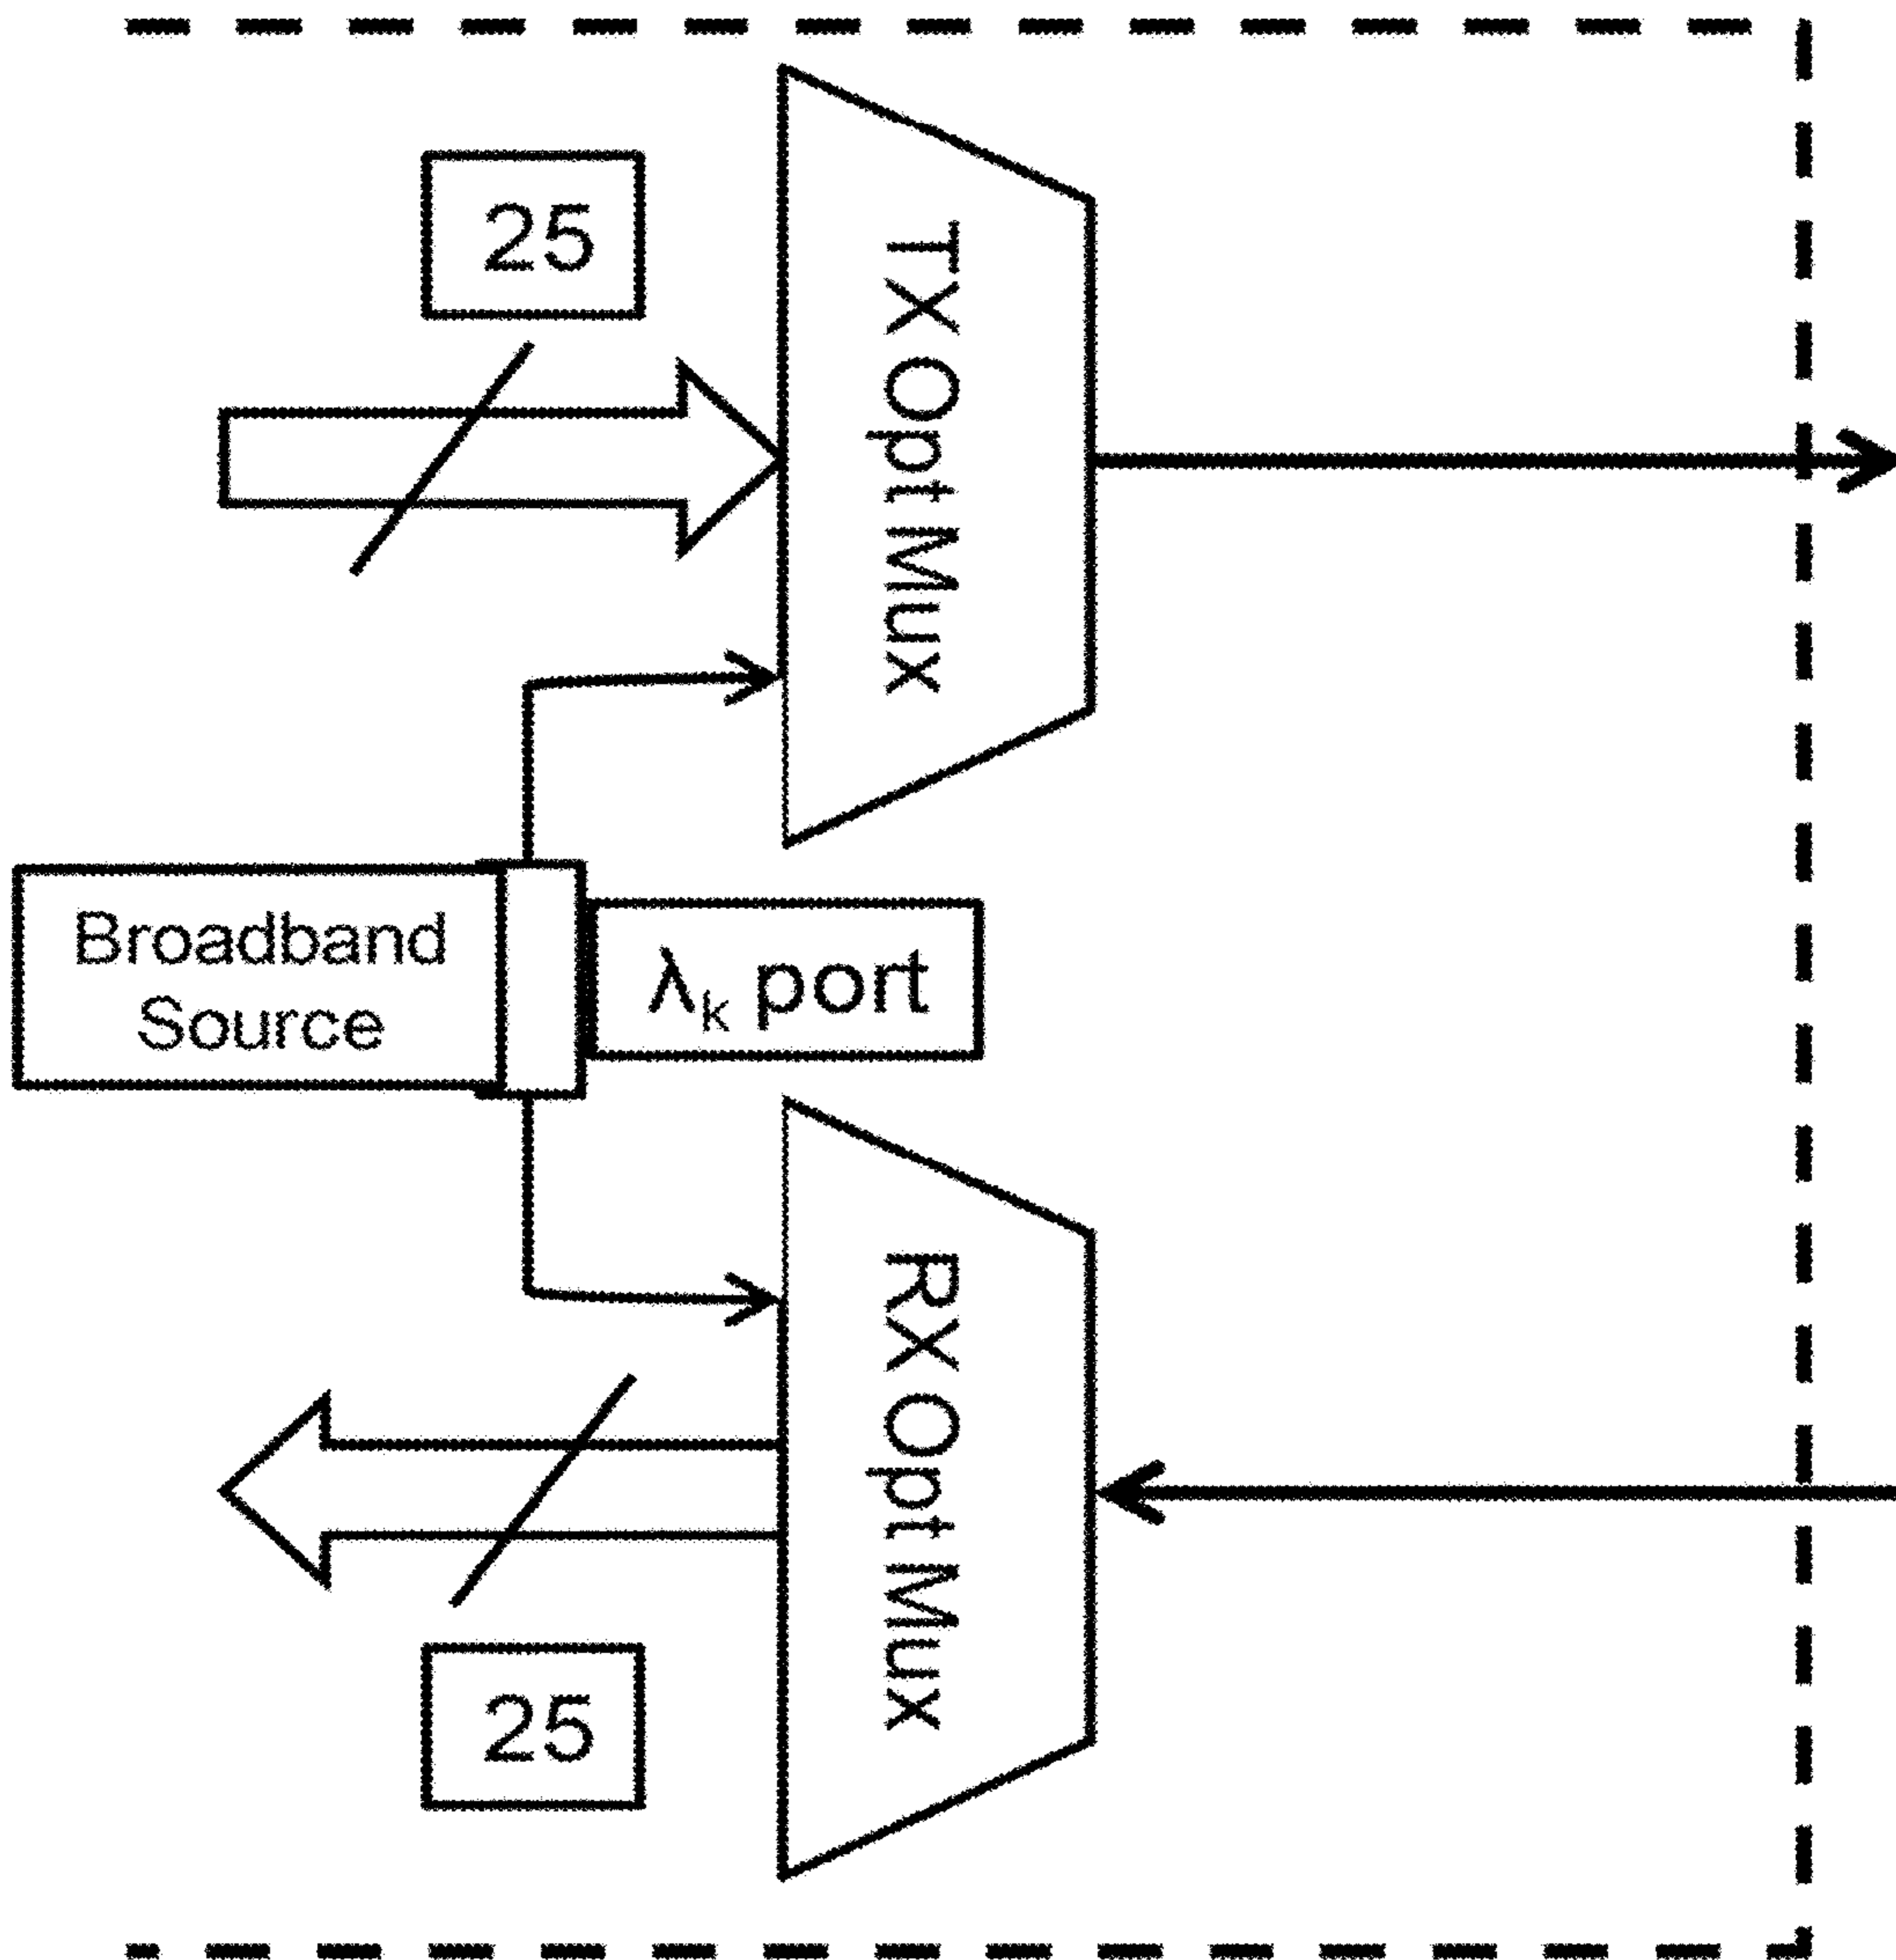 25
TX Opt Mux
Broadband
Source
λk port
RX Opt Mux
25